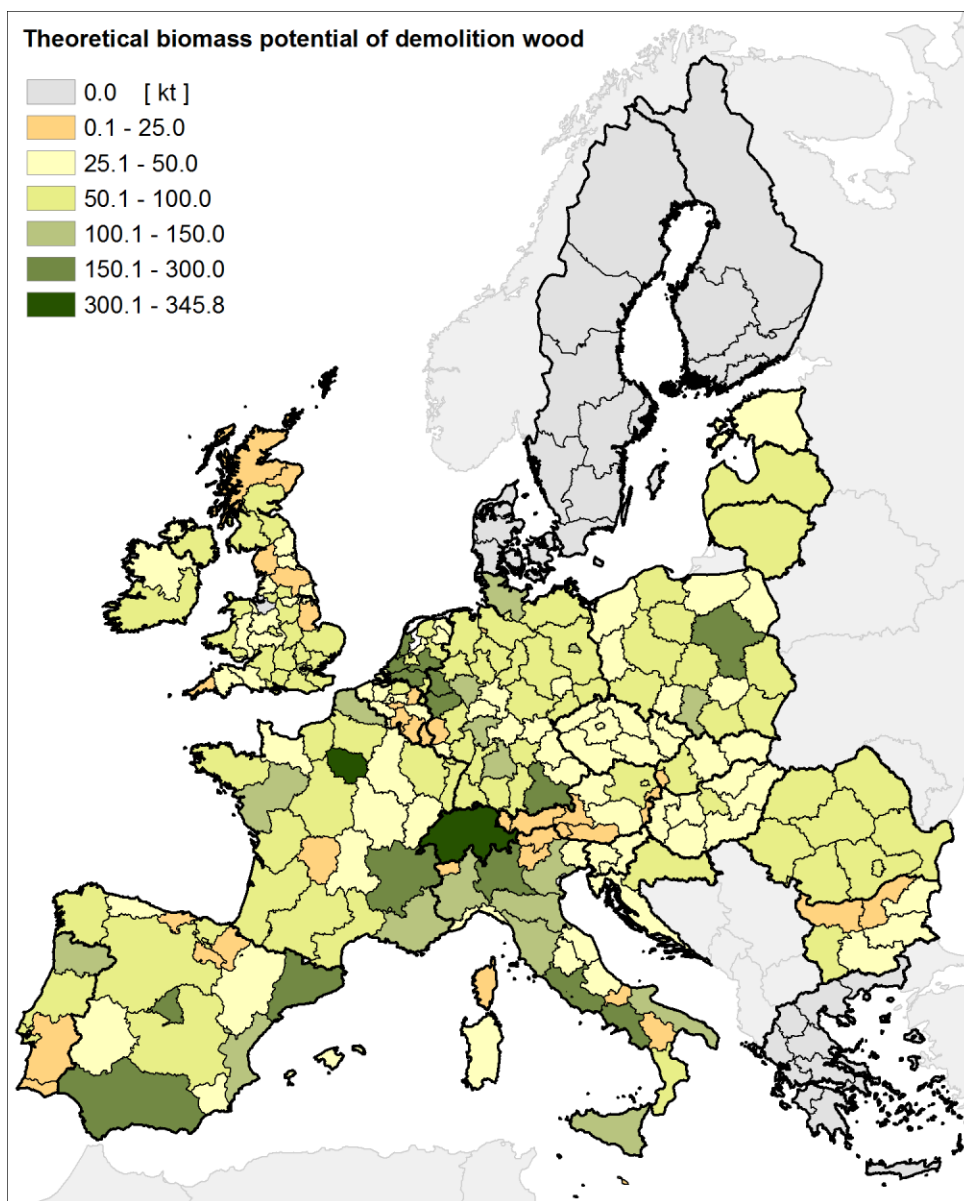 Theoretical biomass potential of demolition wood
0.0 [ kt ]
0.1 - 25.0
25.1 - 50.0
50.1 - 100.0
100.1 - 150.0
150.1 - 300.0
300.1 - 345.8